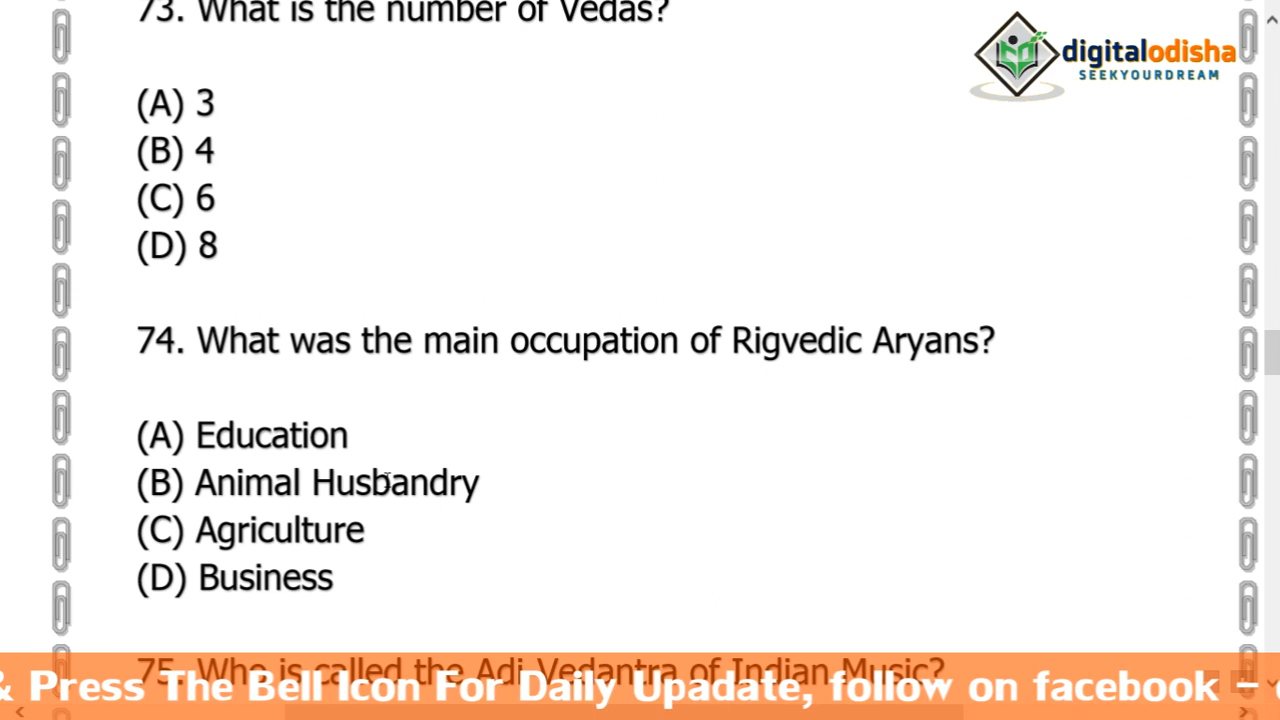 73. What is the number of Vedas?
digitalodisha
SEEKYOURDREAM
(A) 3
(B) 4
(C) 6
(D) 8
74. What was the main occupation of Rigvedic Aryans?
(A) Education
(B) Animal Husbandry
(C) Agriculture
(D) Business
75. Who is called the Adi Vedantra of Indian Music?
& Press The Bell Icon For Daily Upadate, follow on facebook –